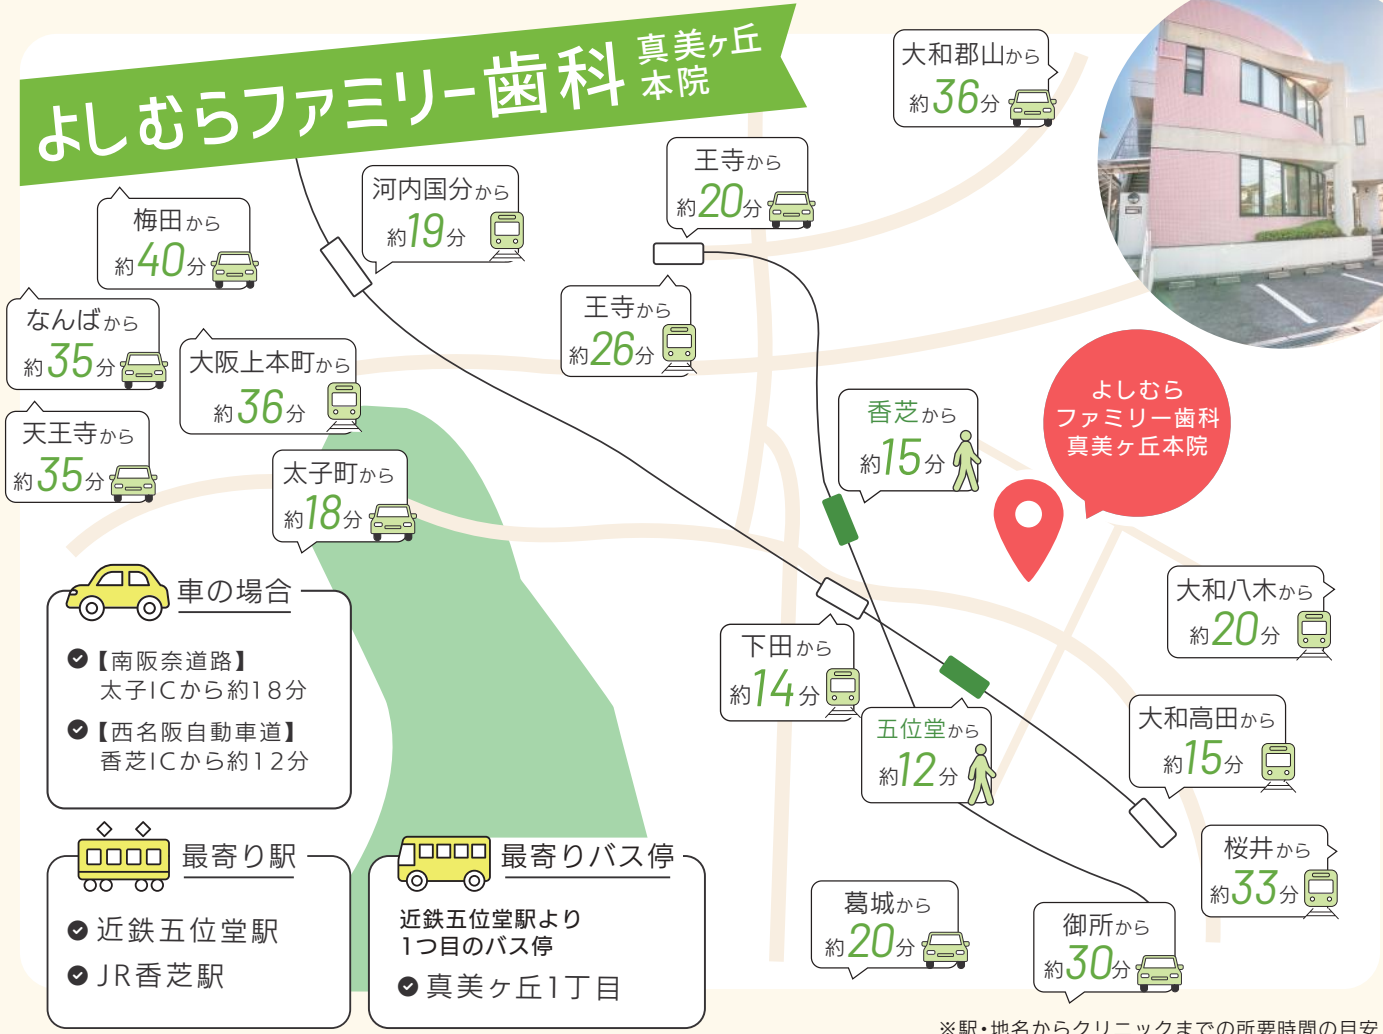 よしむらファミリー歯科 真美ヶ丘
本院
大和郡山から
約36分
王寺から
約20分
河内国分から
約19分
梅田から
約40分
王寺から
約26分
なんばから
約35分
大阪上本町から
約36分
天王寺から
約35分
太子町から
約18分
香芝から
約15分
よしむら
ファミリー歯科
真美ヶ丘本院
大和八木から
約20分
下田から
約14分
五位堂から
約12分
大和高田から
約15分
桜井から
約33分
葛城から
約20分
御所から
約30分
車の場合
【南阪奈道路】
太子ICから約18分
【西名阪自動車道】
香芝ICから約12分
最寄り駅
近鉄五位堂駅
JR香芝駅
最寄りバス停
近鉄五位堂駅より
1つ目のバス停
真美ヶ丘1丁目
※駅・地名からクリニックまでの所要時間の目安